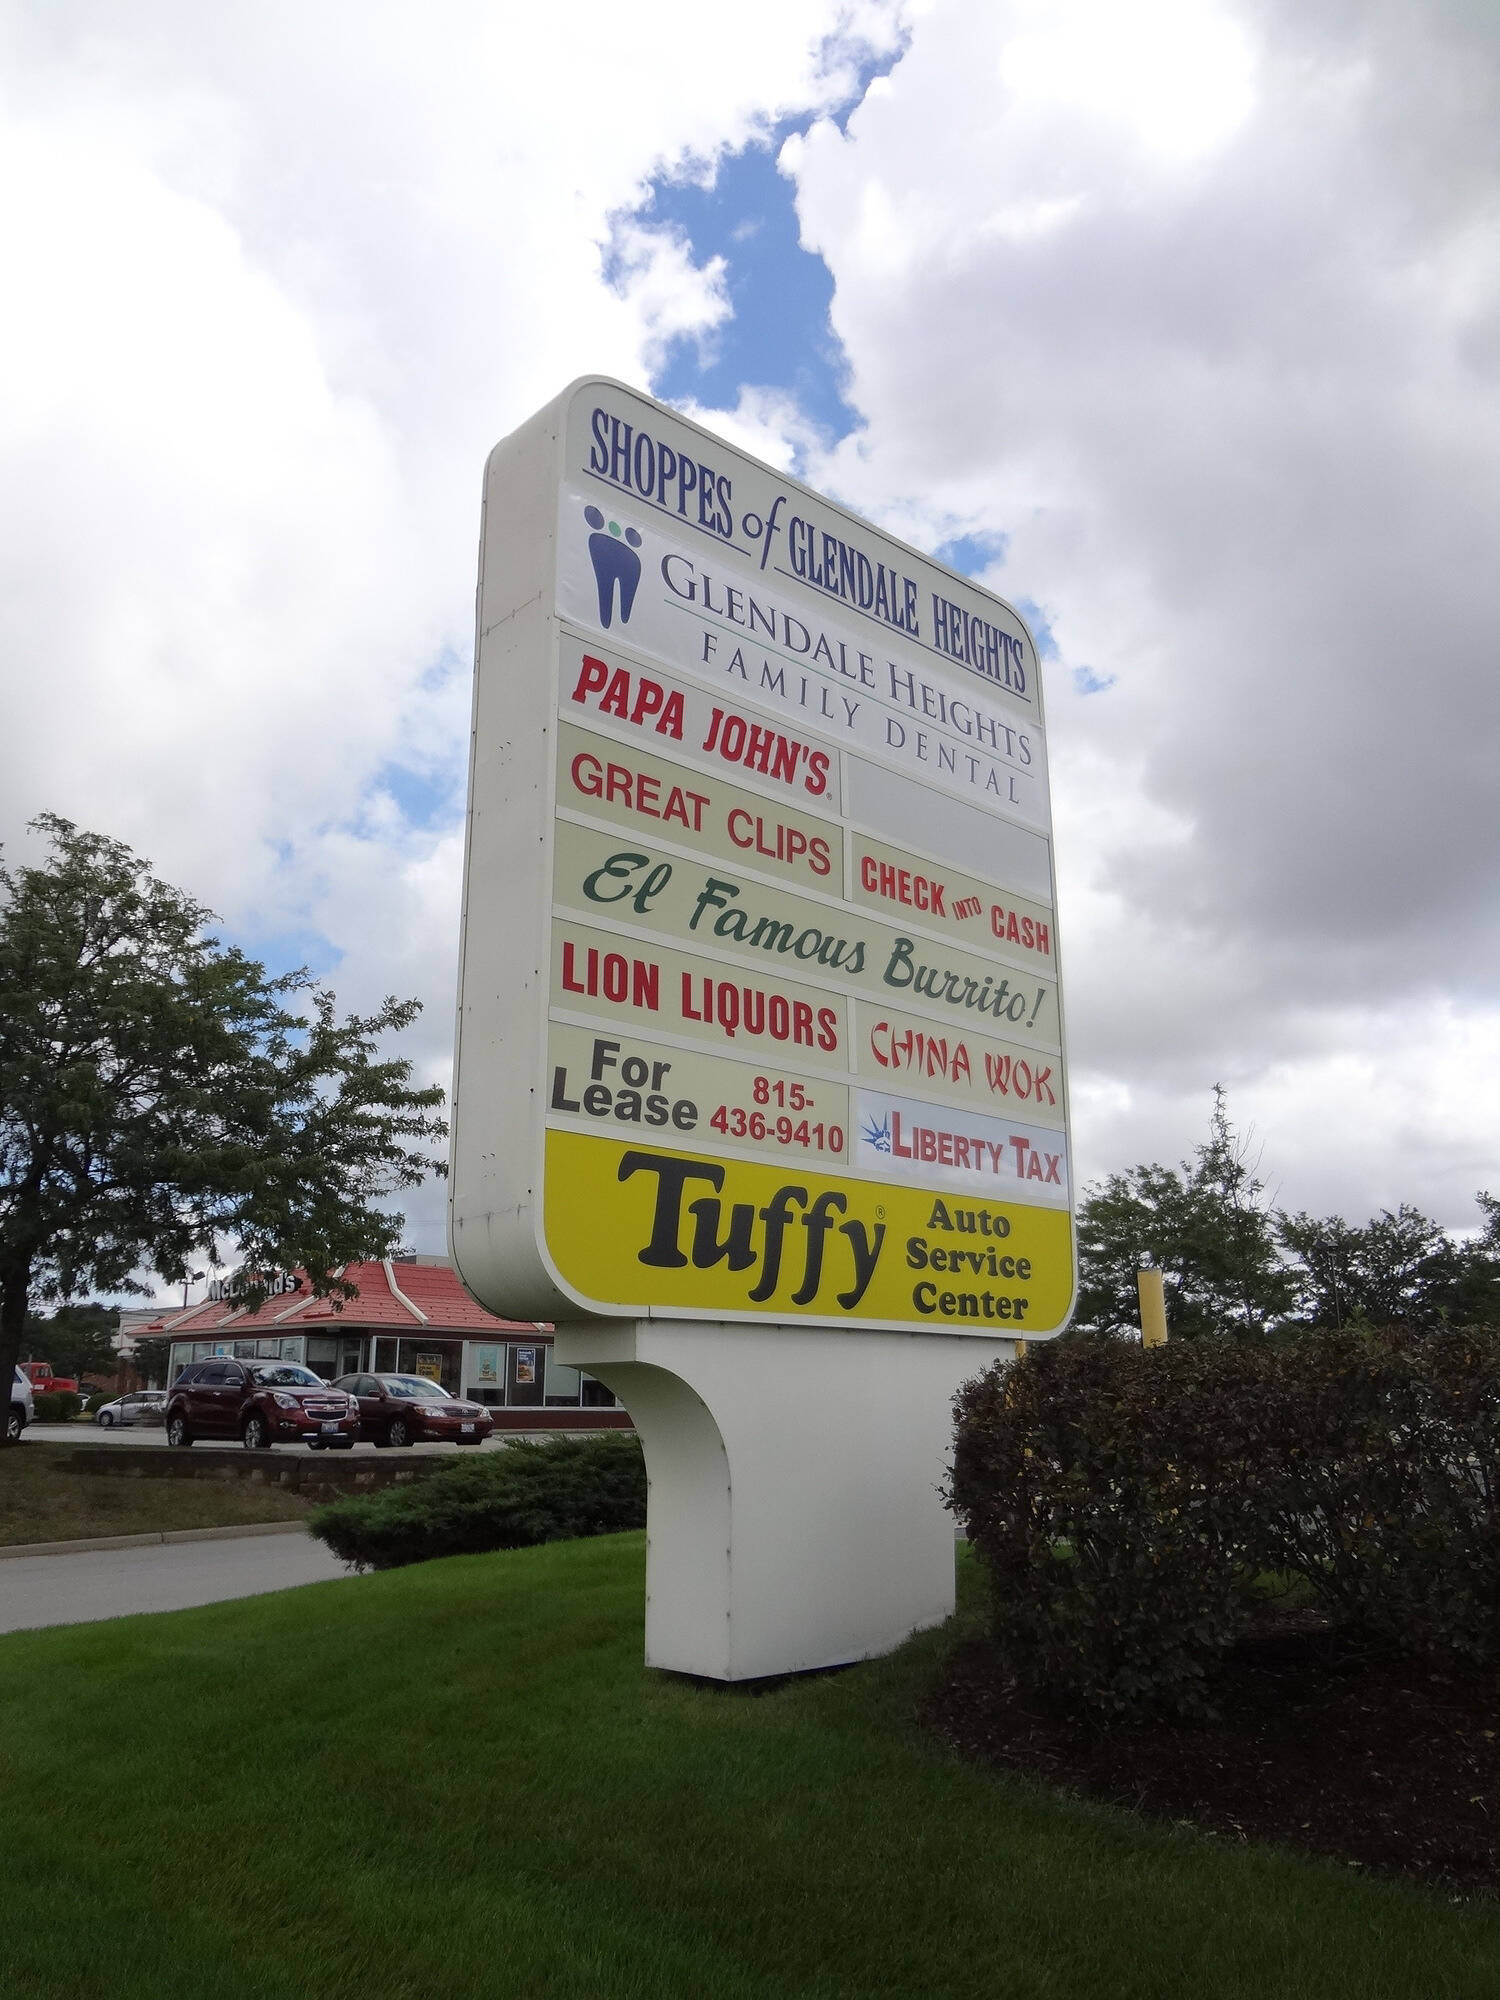 SHOPPES of GLENDALE HEIGHTS
GLENDALE HEIGHTS
FAMILY DENTAL
PAPA JOHN'S®
GREAT CLIPS
CHECK INTO CASH
El Famous Burrito!
LION LIQUORS
CHINA WOK
For
Lease
815-
436-9410
LIBERTY TAX
Tuffy®
Auto
Service
Center
McDonald's